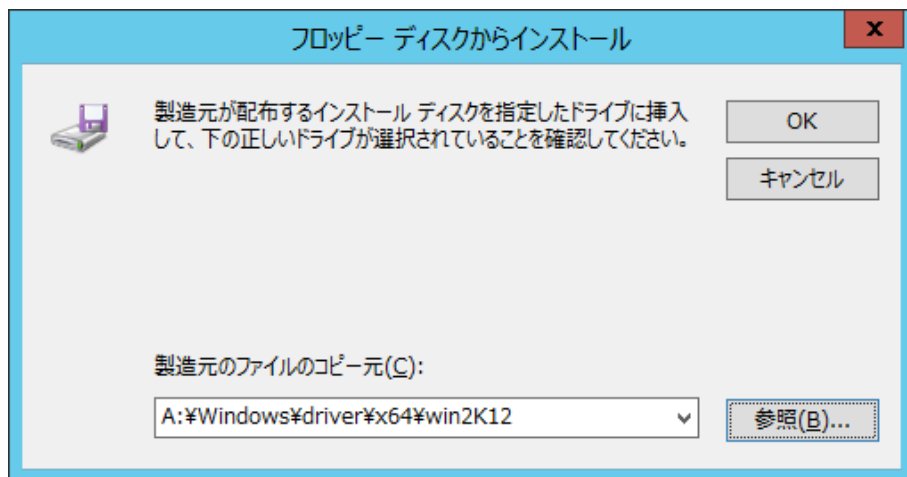 フロッピー ディスクからインストール
x
製造元が配布するインストール ディスクを指定したドライブに挿入
して、下の正しいドライブが選択されていることを確認してください。
OK
キャンセル
製造元のファイルのコピー元(C):
A:¥Windows¥driver¥x64¥win2K12
参照(B)...